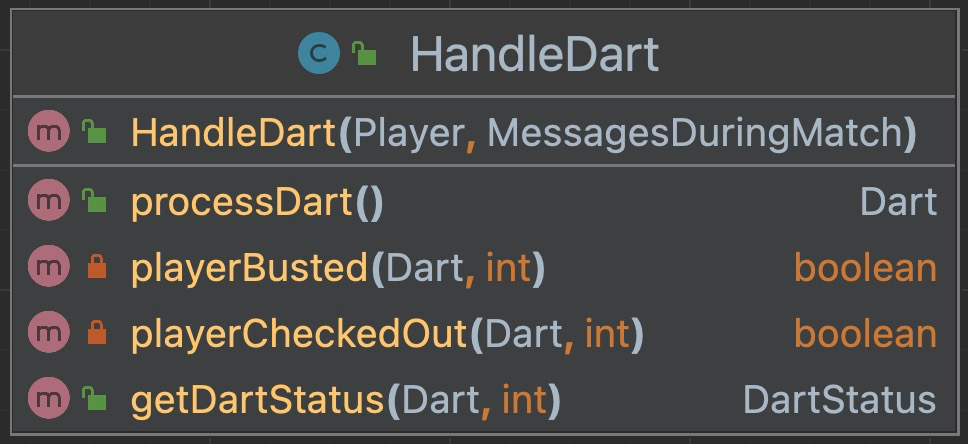 C HandleDart
m HandleDart(Player, MessagesDuringMatch)
m processDart() Dart
m playerBusted(Dart, int) boolean
m playerCheckedOut(Dart, int) boolean
m getDartStatus(Dart, int) DartStatus